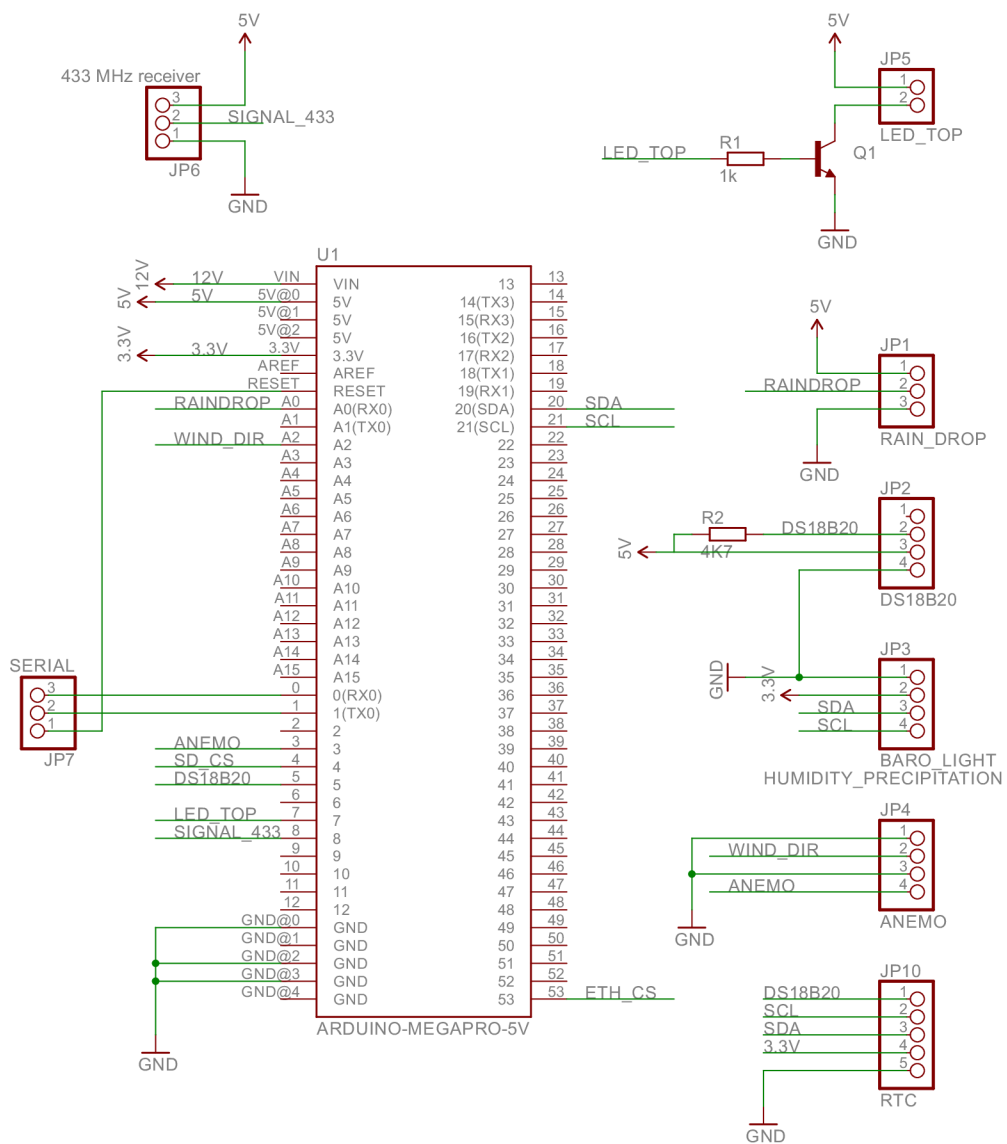 5V
433 MHz receiver
3
2
1
SIGNAL_433
JP6
GND
5V
JP5
1
2
LED_TOP
LED_TOP
R1
1k
Q1
GND
U1
12V
12V
VIN
VIN
5V
5V
5V@0
5V
5V@1
5V
5V@2
5V
3.3V
3.3V
3.3V
3.3V
AREF
AREF
RESET
RESET
RAINDROP
A0
A0(RX0)
A1
A1(TX0)
WIND_DIR
A2
A2
A3
A3
A4
A4
A5
A5
A6
A6
A7
A7
A8
A8
A9
A9
A10
A10
A11
A11
A12
A12
A13
A13
A14
A14
A15
A15
0
0(RX0)
1
1(TX0)
2
2
ANEMO
3
3
SD_CS
4
4
DS18B20
5
5
6
6
LED_TOP
7
7
SIGNAL_433
8
8
9
9
10
10
11
11
12
12
GND@0
GND
GND@1
GND
GND@2
GND
GND@3
GND
GND@4
GND
GND
13
13
14(TX3)
14
15(RX3)
15
16(TX2)
16
17(RX2)
17
18(TX1)
18
19(RX1)
19
20(SDA)
20
SDA
21(SCL)
21
SCL
22
22
23
23
24
24
25
25
26
26
27
27
28
28
29
29
30
30
31
31
32
32
33
33
34
34
35
35
36
36
37
37
38
38
39
39
40
40
41
41
42
42
43
43
44
44
45
45
46
46
47
47
48
48
49
49
50
50
51
51
52
52
53
53
ETH_CS
ARDUINO-MEGAPRO-5V
SERIAL
3
2
1
JP7
5V
JP1
1
RAINDROP
2
3
RAIN_DROP
GND
JP2
1
R2
4K7
DS18B20
2
5V
3
4
DS18B20
JP3
GND
1
3.3V
2
SDA
3
SCL
4
BARO_LIGHT
HUMIDITY_PRECIPITATION
JP4
1
WIND_DIR
2
3
ANEMO
4
ANEMO
GND
JP10
DS18B20
1
SCL
2
SDA
3
3.3V
4
5
RTC
GND